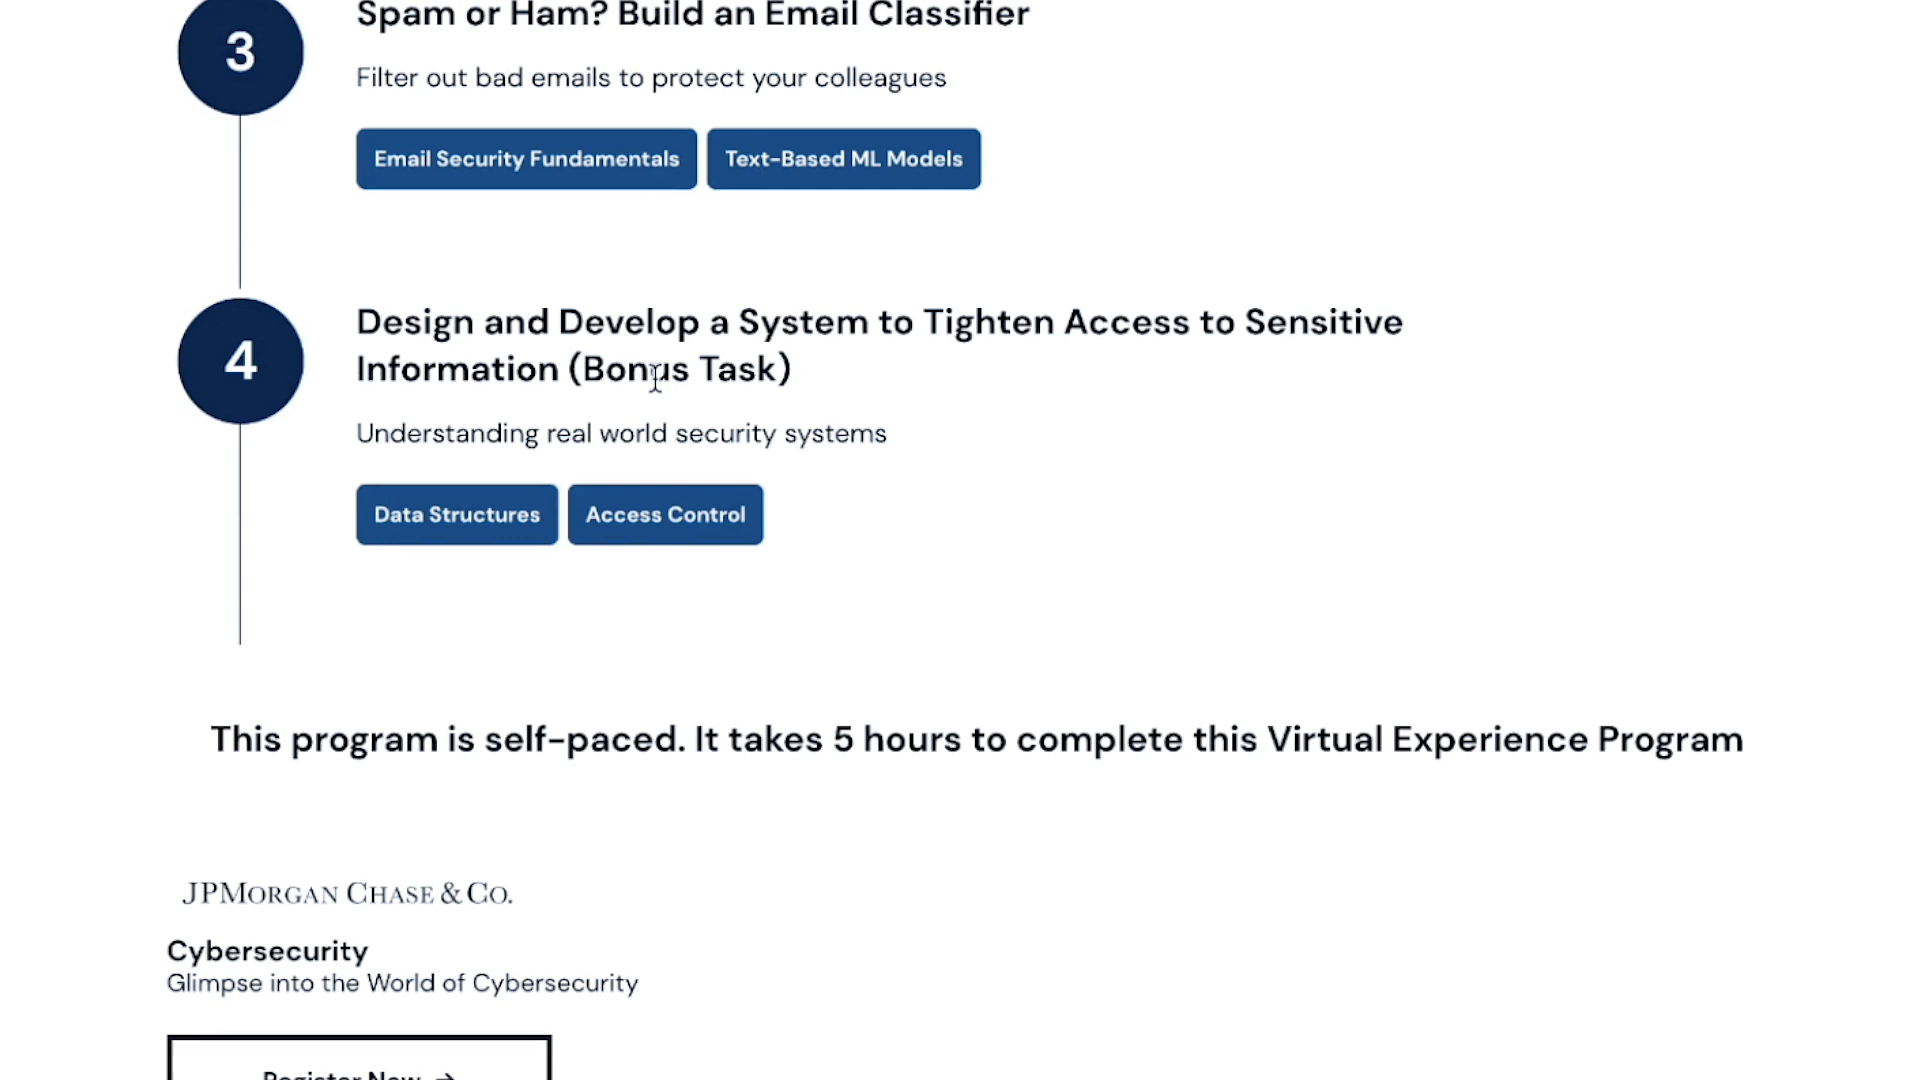 3
Spam or Ham? Build an Email Classifier
Filter out bad emails to protect your colleagues
Email Security Fundamentals
Text-Based ML Models
4
Design and Develop a System to Tighten Access to Sensitive
Information (Bonus Task)
Understanding real world security systems
Data Structures
Access Control
This program is self-paced. It takes 5 hours to complete this Virtual Experience Program
JPMORGAN CHASE & CO.
Cybersecurity
Glimpse into the World of Cybersecurity
Register Now →